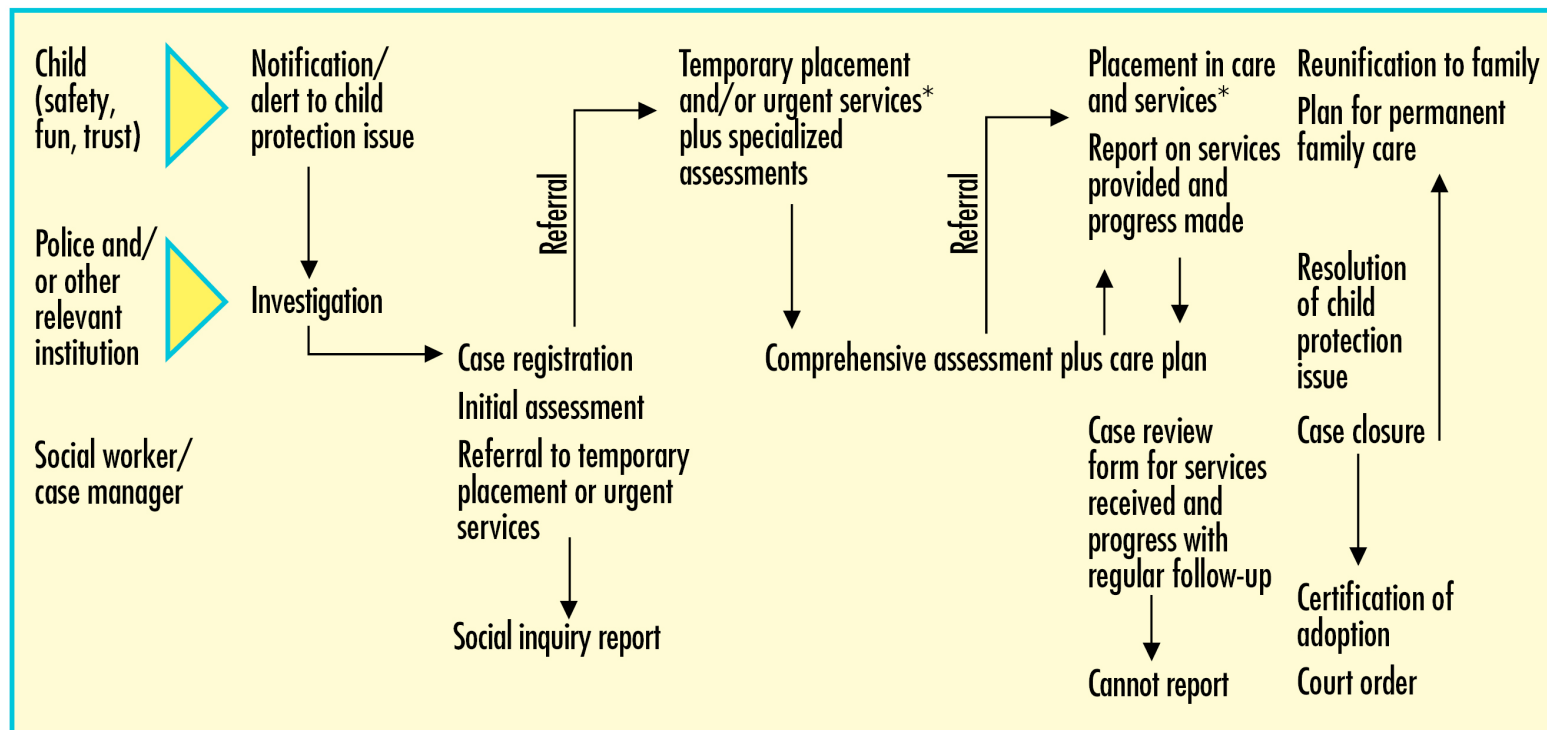 Child
(safety,
fun, trust)
Notification/
alert to child
protection issue
Police and/
or other
relevant
institution
Investigation
Social worker/
case manager
Case registration
Initial assessment
Referral to temporary
placement or urgent
services
Social inquiry report
Referral
Temporary placement
and/or urgent services*
plus specialized
assessments
Comprehensive assessment plus care plan
Referral
Placement in care
and services*
Report on services
provided and
progress made
Case review
form for services
received and
progress with
regular follow-up
Cannot report
Reunification to family
Plan for permanent
family care
Resolution
of child
protection
issue
Case closure
Certification of
adoption
Court order